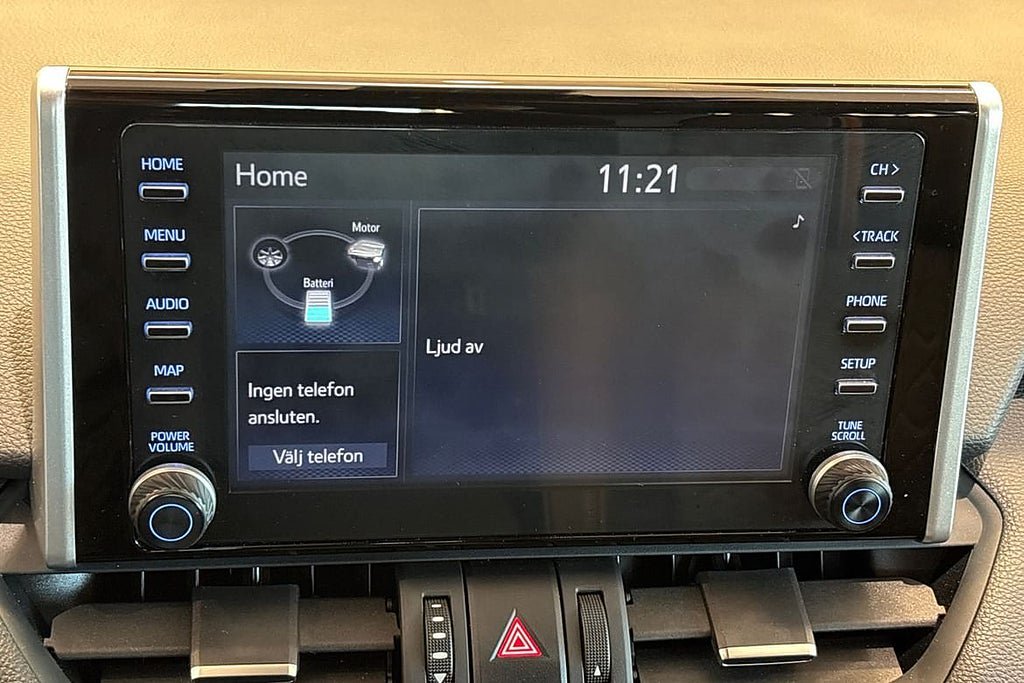 HOME
MENU
AUDIO
MAP
POWER
VOLUME
Home
11:21
Motor
Batteri
Ingen telefon
ansluten.
Välj telefon
Ljud av
CH >
<TRACK
PHONE
SETUP
TUNE
SCROLL